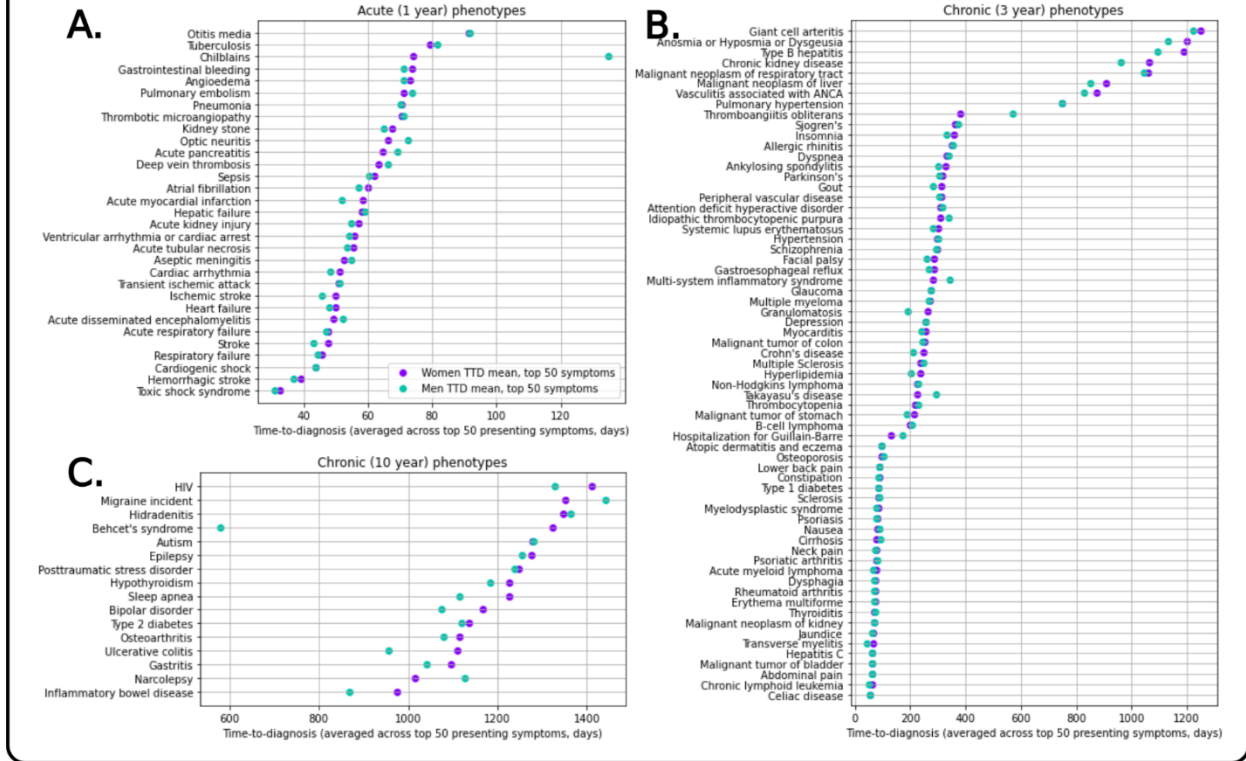 A.
Acute (1 year) phenotypes
Otitis media
Tuberculosis
Chilblains
Gastrointestinal bleeding
Angioedema
Pulmonary embolism
Pneumonia
Thrombotic microangiopathy
Kidney stone
Optic neuritis
Acute pancreatitis
Deep vein thrombosis
Sepsis
Atrial fibrillation
Acute myocardial infarction
Hepatic failure
Acute kidney injury
Ventricular arrhythmia or cardiac arrest
Acute tubular necrosis
Aseptic meningitis
Cardiac arrhythmia
Transient ischemic attack
Ischemic stroke
Heart failure
Acute disseminated encephalomyelitis
Acute respiratory failure
Stroke
Respiratory failure
Cardiogenic shock
Hemorrhagic stroke
Toxic shock syndrome
Women TTD mean, top 50 symptoms
Men TTD mean, top 50 symptoms
40 60 80 100 120
Time-to-diagnosis (averaged across top 50 presenting symptoms, days)
C.
Chronic (10 year) phenotypes
HIV
Migraine incident
Hidradenitis
Behcet's syndrome
Autism
Epilepsy
Posttraumatic stress disorder
Hypothyroidism
Sleep apnea
Bipolar disorder
Type 2 diabetes
Osteoarthritis
Ulcerative colitis
Gastritis
Narcolepsy
Inflammatory bowel disease
600 800 1000 1200 1400
Time-to-diagnosis (averaged across top 50 presenting symptoms, days)
B.
Chronic (3 year) phenotypes
Giant cell arteritis
Anosmia or Hyposmia or Dysgeusia
Type B hepatitis
Chronic kidney disease
Malignant neoplasm of respiratory tract
Malignant neoplasm of liver
Vasculitis associated with ANCA
Pulmonary hypertension
Thromboangiitis obliterans
Sjogren's
Insomnia
Allergic rhinitis
Dyspnea
Ankylosing spondylitis
Parkinson's
Gout
Peripheral vascular disease
Attention deficit hyperactive disorder
Idiopathic thrombocytopenic purpura
Systemic lupus erythematosus
Hypertension
Schizophrenia
Facial palsy
Gastroesophageal reflux
Multi-system inflammatory syndrome
Glaucoma
Multiple myeloma
Granulomatosis
Depression
Myocarditis
Malignant tumor of colon
Crohn's disease
Multiple Sclerosis
Hyperlipidemia
Non-Hodgkins lymphoma
Takayasu's disease
Thrombocytopenia
Malignant tumor of stomach
B-cell lymphoma
Hospitalization for Guillain-Barre
Atopic dermatitis and eczema
Osteoporosis
Lower back pain
Constipation
Type 1 diabetes
Sclerosis
Myelodysplastic syndrome
Psoriasis
Nausea
Cirrhosis
Neck pain
Psoriatic arthritis
Acute myeloid lymphoma
Dysphagia
Rheumatoid arthritis
Erythema multiforme
Thyroiditis
Malignant neoplasm of kidney
Jaundice
Transverse myelitis
Hepatitis C
Malignant tumor of bladder
Abdominal pain
Chronic lymphoid leukemia
Celiac disease
0 200 400 600 800 1000 1200
Time-to-diagnosis (averaged across top 50 presenting symptoms, days)